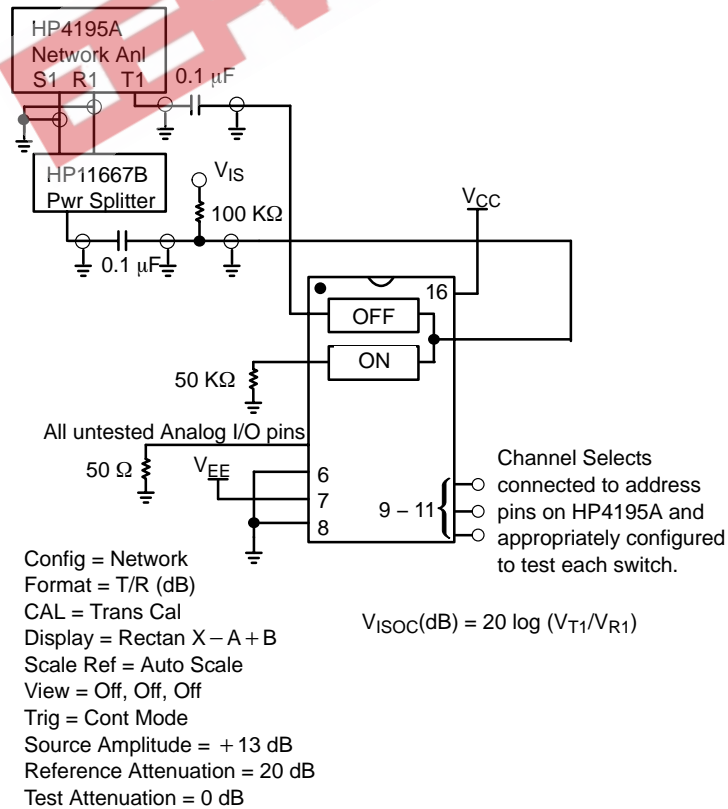 HP4195A
Network Anl
S1 R1 T1
0.1 μF
HP11667B
Pwr Splitter
VIS
100 KΩ
0.1 μF
VCC
16
OFF
ON
50 KΩ
All untested Analog I/O pins
50 Ω
VEE
6
7
8
9 – 11
Channel Selects
connected to address
pins on HP4195A and
appropriately configured
to test each switch.
Config = Network
Format = T/R (dB)
CAL = Trans Cal
Display = Rectan X – A + B
Scale Ref = Auto Scale
View = Off, Off, Off
Trig = Cont Mode
Source Amplitude = + 13 dB
Reference Attenuation = 20 dB
Test Attenuation = 0 dB
VISOC(dB) = 20 log (VT1/VR1)